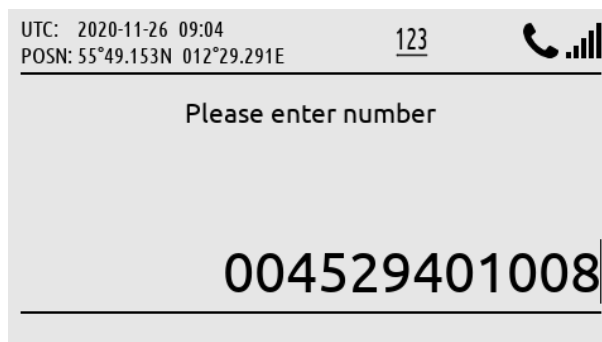 UTC: 2020-11-26 09:04
POSN: 55°49.153N 012°29.291E
123
Please enter number
004529401008